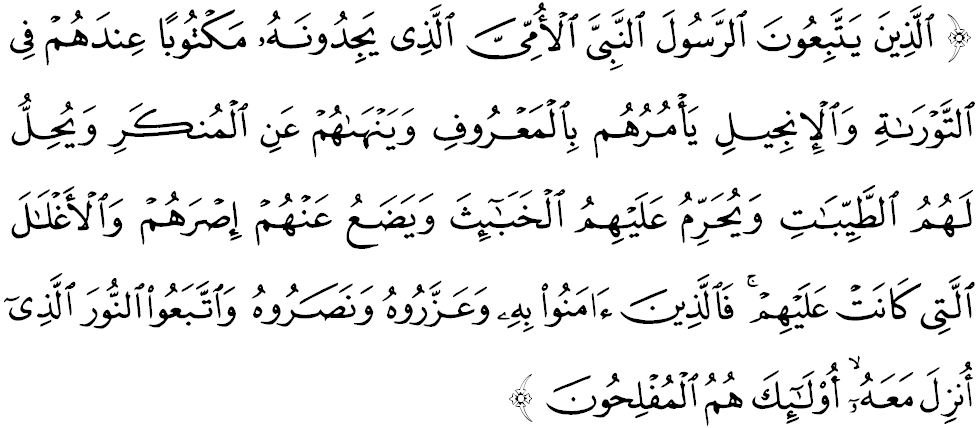 ﴿ ٱلَّذِينَ يَتَّبِعُونَ ٱلرَّسُولَ ٱلنَّبِىَّ ٱلْأُمِّىَّ ٱلَّذِى يَجِدُونَهُۥ مَكْتُوبًا عِندَهُمْ فِى
ٱلتَّوْرَىٰةِ وَٱلْإِنجِيلِ يَأْمُرُهُم بِٱلْمَعْرُوفِ وَيَنْهَىٰهُمْ عَنِ ٱلْمُنكَرِ وَيُحِلُّ
لَهُمُ ٱلطَّيِّبَٰتِ وَيُحَرِّمُ عَلَيْهِمُ ٱلْخَبَٰٓئِثَ وَيَضَعُ عَنْهُمْ إِصْرَهُمْ وَٱلْأَغْلَٰلَ
ٱلَّتِى كَانَتْ عَلَيْهِمْ ۚ فَٱلَّذِينَ ءَامَنُوا۟ بِهِۦ وَعَزَّرُوهُ وَنَصَرُوهُ وَٱتَّبَعُوا۟ ٱلنُّورَ ٱلَّذِىٓ
أُنزِلَ مَعَهُۥٓ ۙ أُو۟لَٰٓئِكَ هُمُ ٱلْمُفْلِحُونَ ﴾